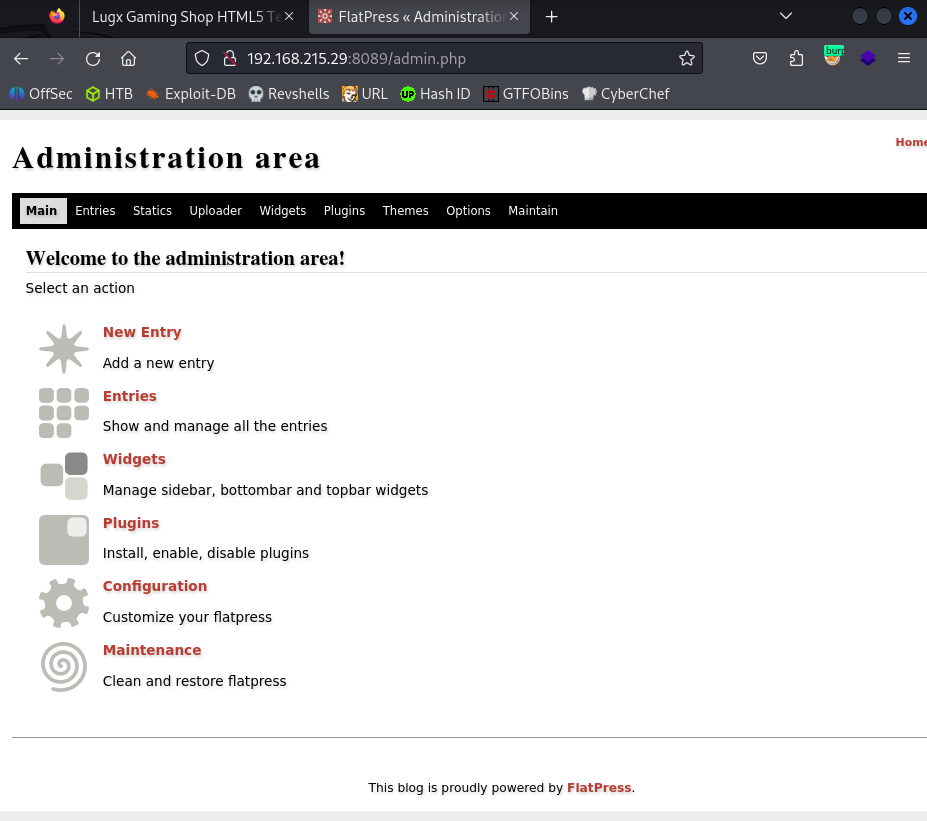 Lugx Gaming Shop HTML5 Te
FlatPress « Administratio
192.168.215.29:8089/admin.php
burp
OffSec
HTB
Exploit-DB
Revshells
URL
UP
Hash ID
GTFOBins
CyberChef
Administration area
Home
Main Entries Statics Uploader Widgets Plugins Themes Options Maintain
Welcome to the administration area!
Select an action
New Entry
Add a new entry
Entries
Show and manage all the entries
Widgets
Manage sidebar, bottombar and topbar widgets
Plugins
Install, enable, disable plugins
Configuration
Customize your flatpress
Maintenance
Clean and restore flatpress
This blog is proudly powered by FlatPress.